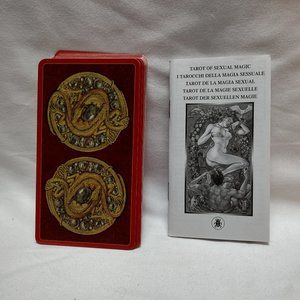 TAROT OF SEXUAL MAGIC
I TAROCCHI DELLA MAGIA SESSUALE
TAROT DE LA MAGIA SEXUAL
TAROT DE LA MAGIE SEXUELLE
TAROT DER SEXUELLEN MAGIE